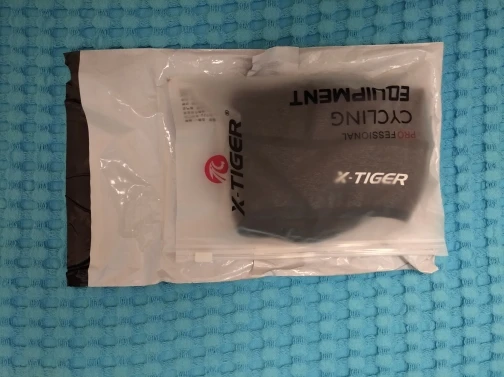 X-TIGER®
PROFESSIONAL
CYCLING
EQUIPMENT
X-TIGER